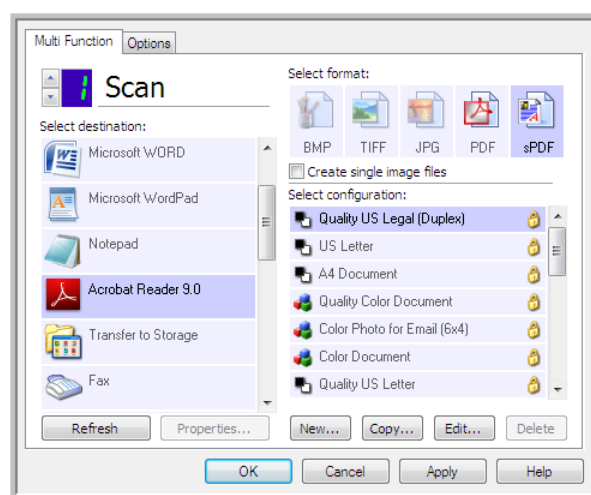 Multi Function
Options
1 Scan
Select destination:
Microsoft WORD
Microsoft WordPad
Notepad
Acrobat Reader 9.0
Transfer to Storage
Fax
Refresh
Properties...
Select format:
BMP TIFF JPG PDF sPDF
Create single image files
Select configuration:
Quality US Legal (Duplex)
US Letter
A4 Document
Quality Color Document
Color Photo for Email (6x4)
Color Document
Quality US Letter
New... Copy... Edit... Delete
OK Cancel Apply Help